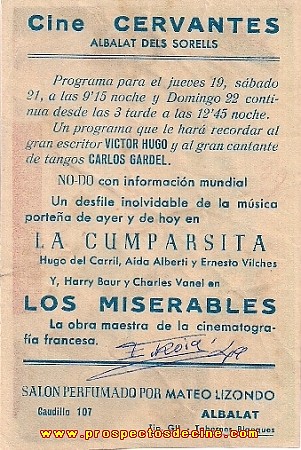 Cine CERVANTES
ALBALAT DELS SORELLS
Programa para el jueves 19, sábado
21, a las 9'15 noche y Domingo 22 conti-
nua desde las 3 tarde a las 12'45 noche.
Un programa que le hará recordar al
gran escritor VICTOR HUGO y al gran cantante
de tangos CARLOS GARDEL.
NO-DO con información mundial
Un desfile inolvidable de la música
porteña de ayer y de hoy en
LA CUMPARSITA
Hugo del Carril, Aida Alberti y Ernesto Vilches
Y, Harry Baur y Charles Vanel en
LOS MISERABLES
La obra maestra de la cinematogra-
fía francesa.
SALON PERFUMADO POR MATEO LIZONDO
Caudillo 107 ALBALAT
Tabernes Blanques
www.prospectosdecine.com